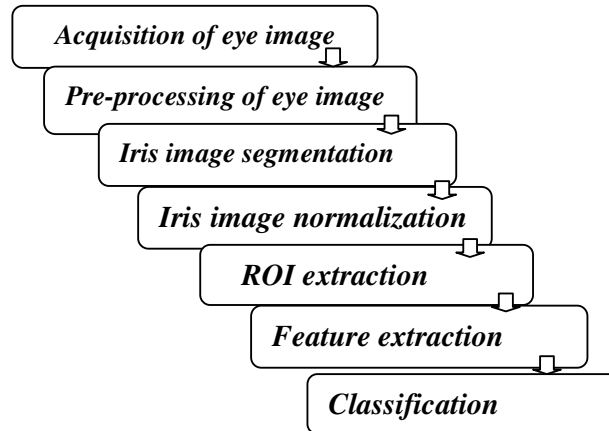 Acquisition of eye image
Pre-processing of eye image
Iris image segmentation
Iris image normalization
ROI extraction
Feature extraction
Classification